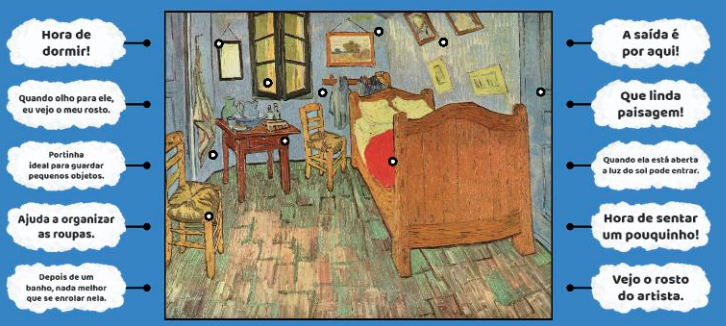 Hora de
dormir!
Quando olho para ele,
eu vejo o meu rosto.
Portinha
ideal para guardar
pequenos objetos.
Ajuda a organizar
as roupas.
Depois de um
banho, nada melhor
que se enrolar nela.
A saída é
por aqui!
Que linda
paisagem!
Quando ela está aberta
a luz do sol pode entrar.
Hora de sentar
um pouquinho!
Vejo o rosto
do artista.